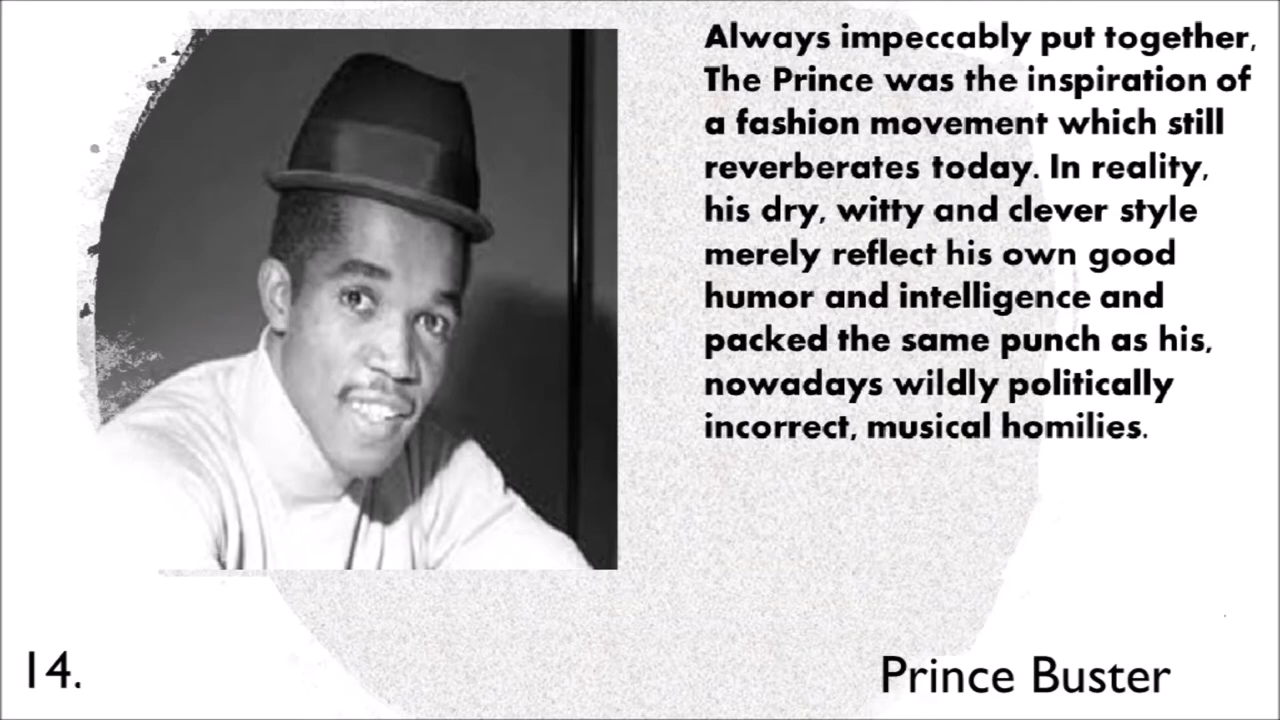 Always impeccably put together,
The Prince was the inspiration of
a fashion movement which still
reverberates today. In reality,
his dry, witty and clever style
merely reflect his own good
humor and intelligence and
packed the same punch as his,
nowadays wildly politically
incorrect, musical homilies.
14.
Prince Buster